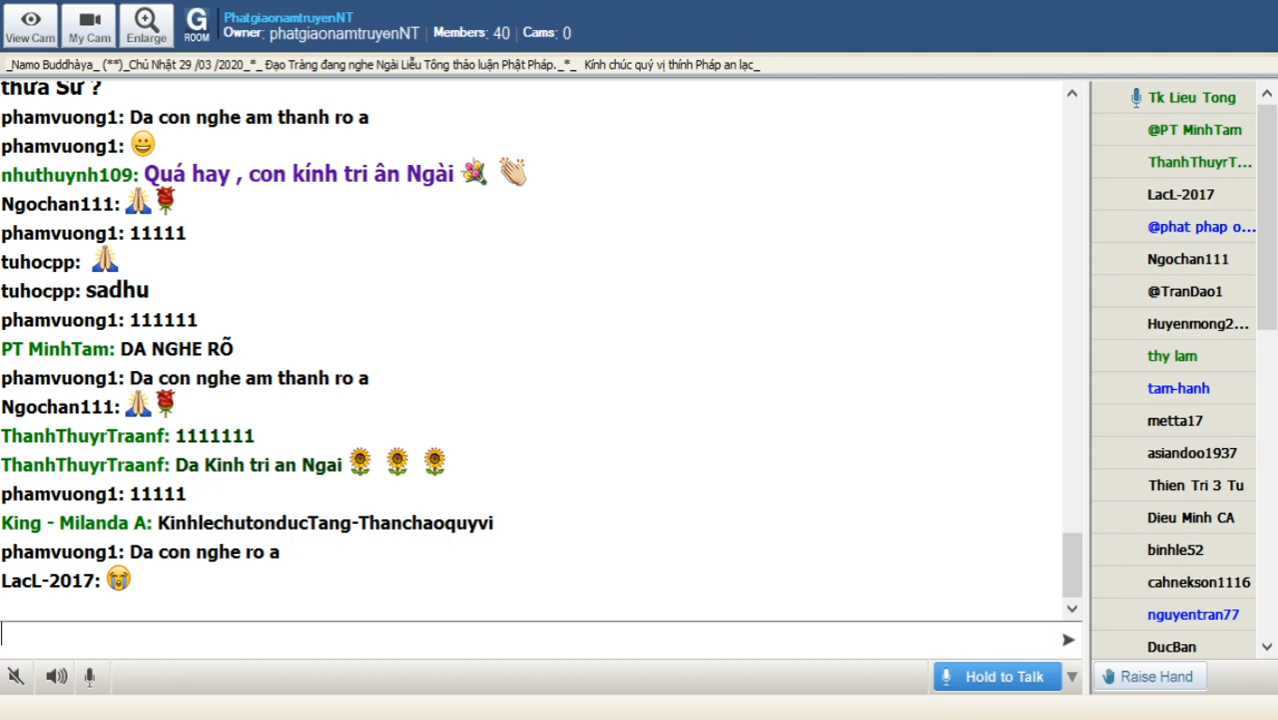 View Cam
My Cam
Enlarge
G
ROOM
PhatgiaonamtruyenNT
Owner: phatgiaonamtruyenNT | Members: 40 | Cams: 0
_Namo Buddhàya_ (**)_Chủ Nhật 29 /03 /2020_*_ Đạo Tràng đang nghe Ngài Liễu Tông thảo luận Phật Pháp._*_ Kính chúc quý vị thính Pháp an lạc_
thưa Sư ?
phamvuong1: Da con nghe am thanh ro a
phamvuong1:
nhuthuynh109: Quá hay , con kính tri ân Ngài
Ngochan111:
phamvuong1: 11111
tuhocpp:
tuhocpp: sadhu
phamvuong1: 111111
PT MinhTam: DA NGHE RÕ
phamvuong1: Da con nghe am thanh ro a
Ngochan111:
ThanhThuyrTraanf: 1111111
ThanhThuyrTraanf: Da Kinh tri an Ngai
phamvuong1: 11111
King - Milanda A: KinhlechutonducTang-Thanchaoquyvi
phamvuong1: Da con nghe ro a
LacL-2017:
Tk Lieu Tong
@PT MinhTam
ThanhThuyrT...
LacL-2017
@phat phap o...
Ngochan111
@TranDao1
Huyenmong2...
thy lam
tam-hanh
metta17
asiandoo1937
Thien Tri 3 Tu
Dieu Minh CA
binhle52
cahnekson1116
nguyentran77
DucBan
Hold to Talk
Raise Hand